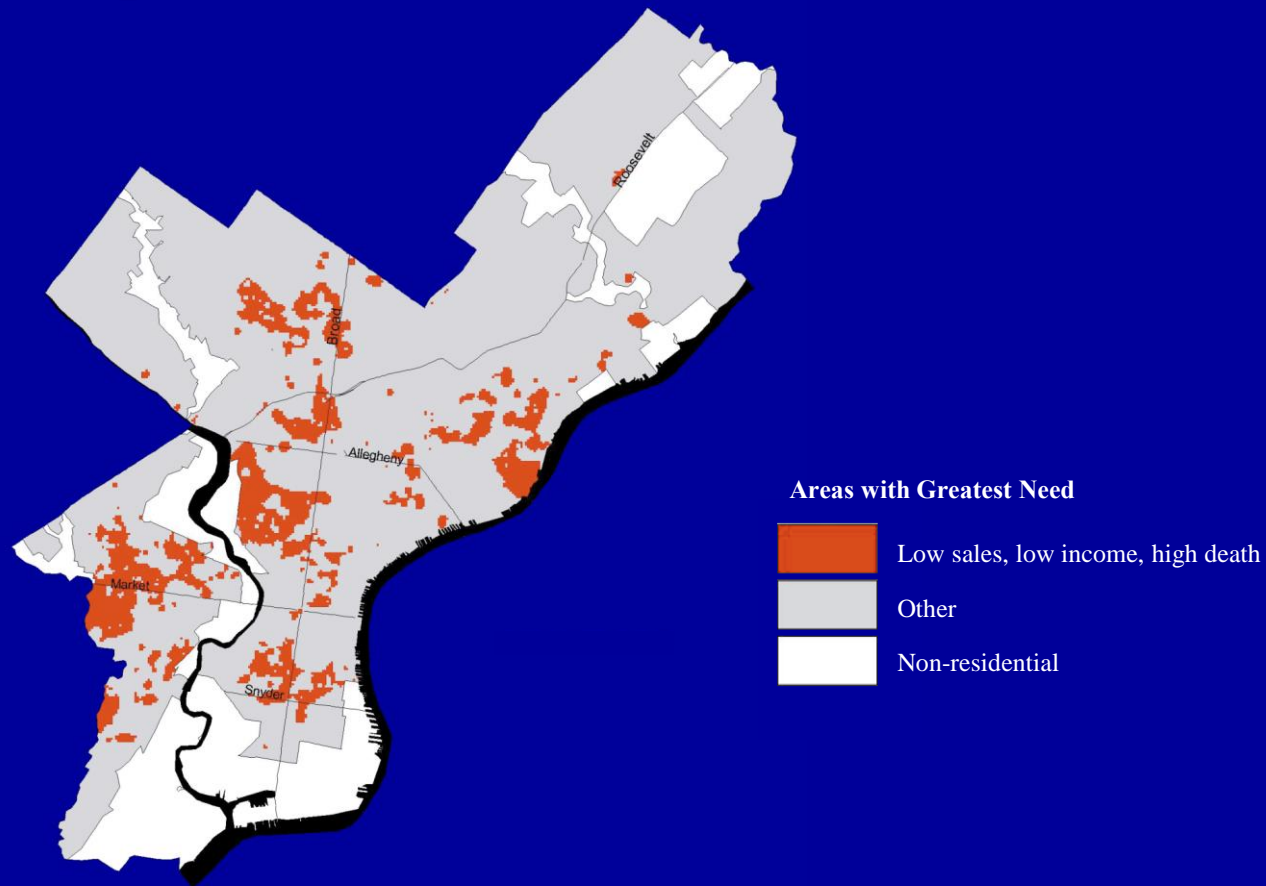 Roosevelt
Broad
Allegheny
Market
Snyder
Areas with Greatest Need
Low sales, low income, high death
Other
Non-residential